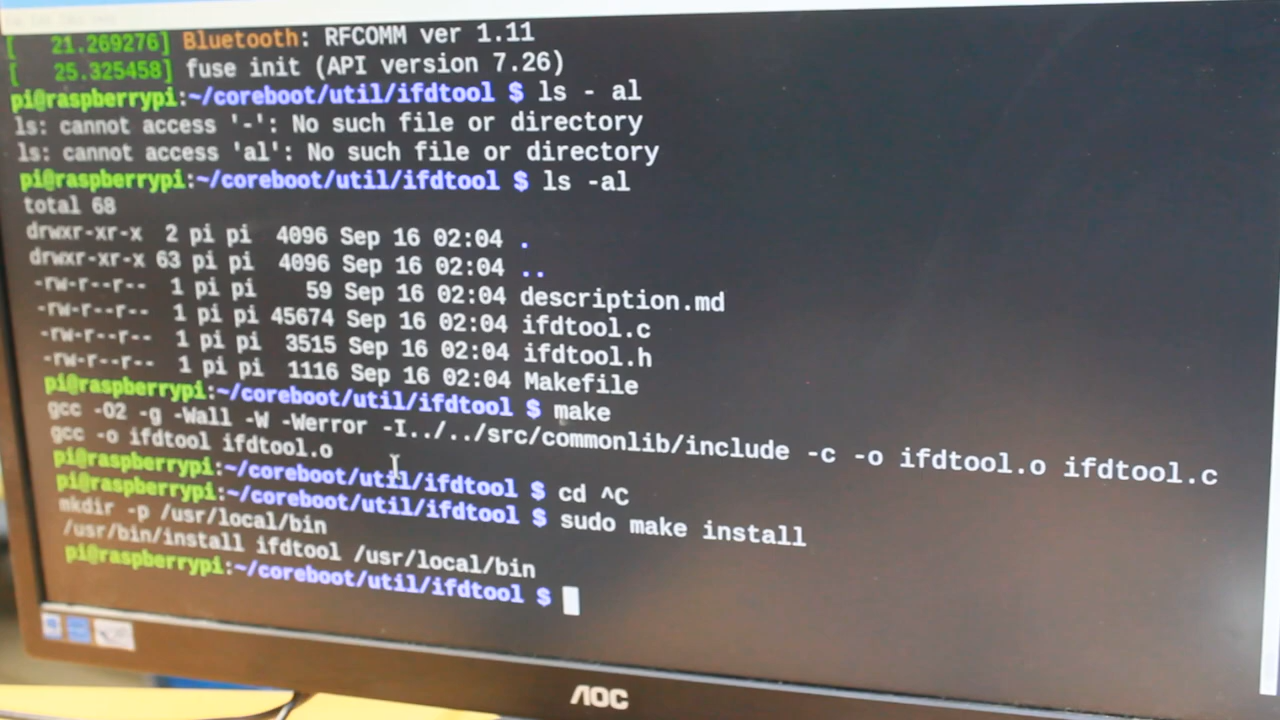 [   21.269276] Bluetooth: RFCOMM ver 1.11
[   25.325458] fuse init (API version 7.26)
pi@raspberrypi:~/coreboot/util/ifdtool $ ls - al
ls: cannot access '-': No such file or directory
ls: cannot access 'al': No such file or directory
pi@raspberrypi:~/coreboot/util/ifdtool $ ls -al
total 68
drwxr-xr-x  2 pi pi  4096 Sep 16 02:04 .
drwxr-xr-x 63 pi pi  4096 Sep 16 02:04 ..
-rw-r--r--  1 pi pi    59 Sep 16 02:04 description.md
-rw-r--r--  1 pi pi 45674 Sep 16 02:04 ifdtool.c
-rw-r--r--  1 pi pi  3515 Sep 16 02:04 ifdtool.h
-rw-r--r--  1 pi pi  1116 Sep 16 02:04 Makefile
pi@raspberrypi:~/coreboot/util/ifdtool $ make
gcc -O2 -g -Wall -W -Werror -I../../src/commonlib/include -c -o ifdtool.o ifdtool.c
gcc -o ifdtool ifdtool.o
pi@raspberrypi:~/coreboot/util/ifdtool $ cd ^C
pi@raspberrypi:~/coreboot/util/ifdtool $ sudo make install
mkdir -p /usr/local/bin
/usr/bin/install ifdtool /usr/local/bin
pi@raspberrypi:~/coreboot/util/ifdtool $
AOC